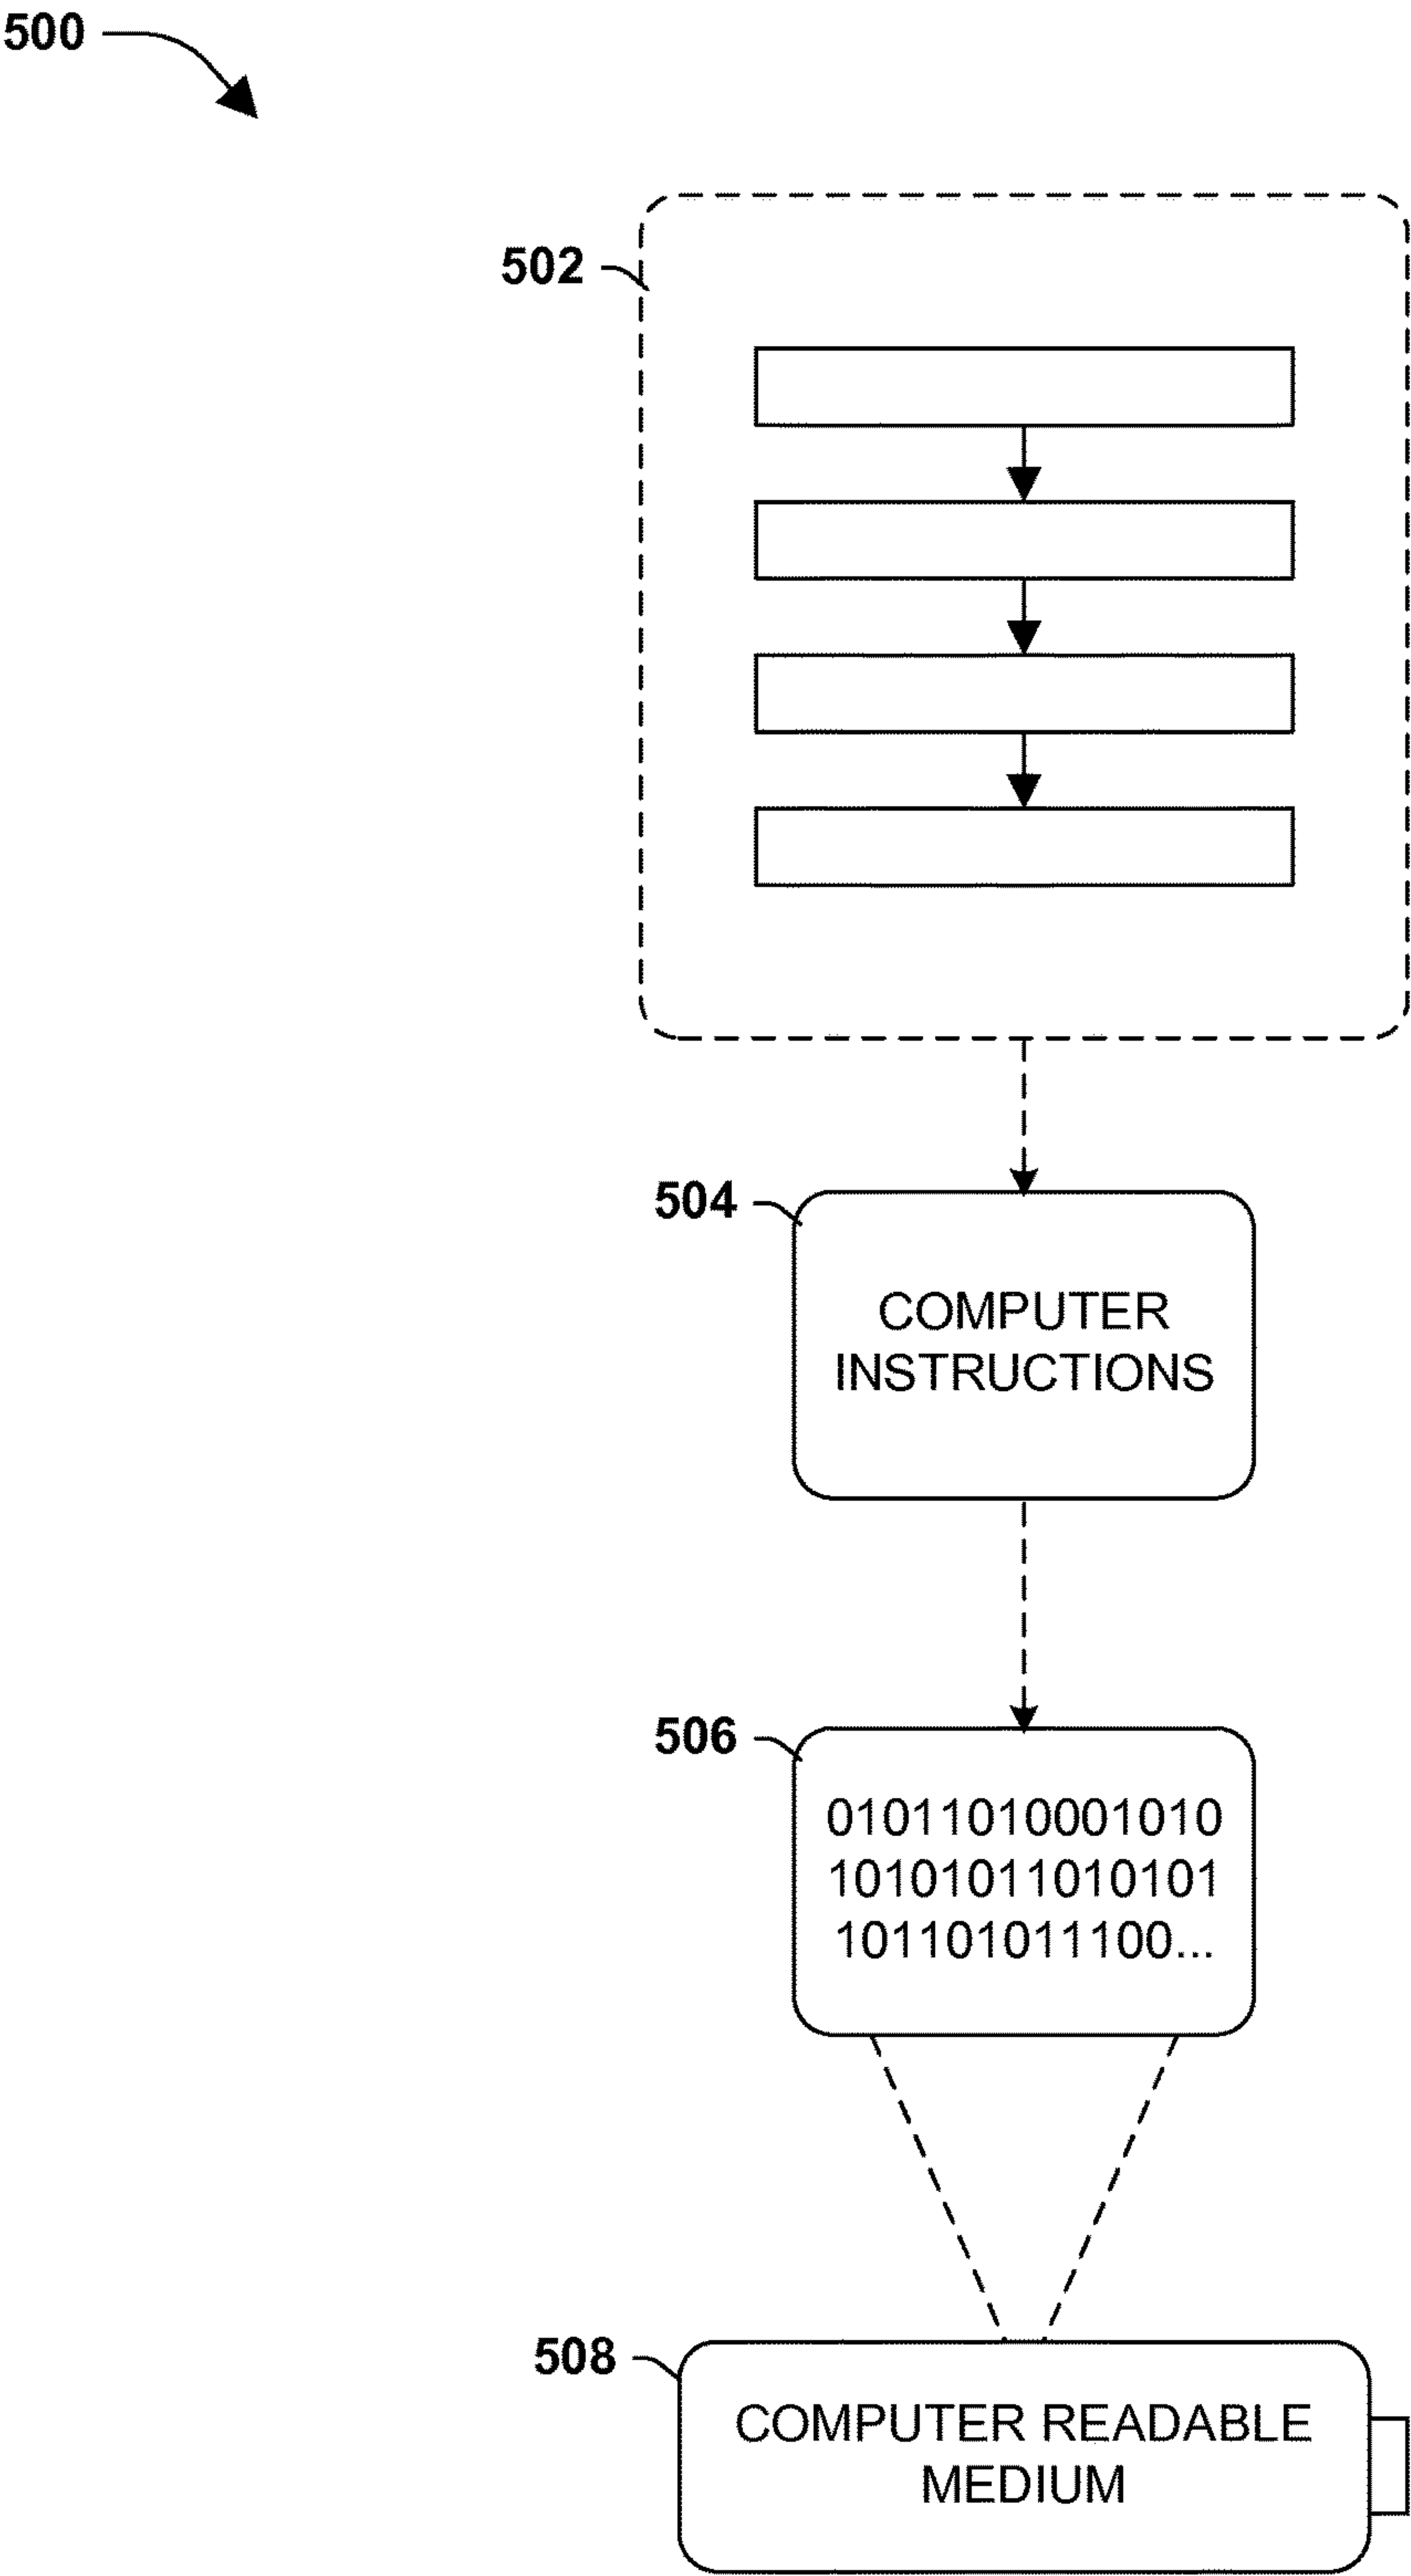 500
502
504
COMPUTER
INSTRUCTIONS
506
01011010001010
10101011010101
101101011100...
508
COMPUTER READABLE
MEDIUM